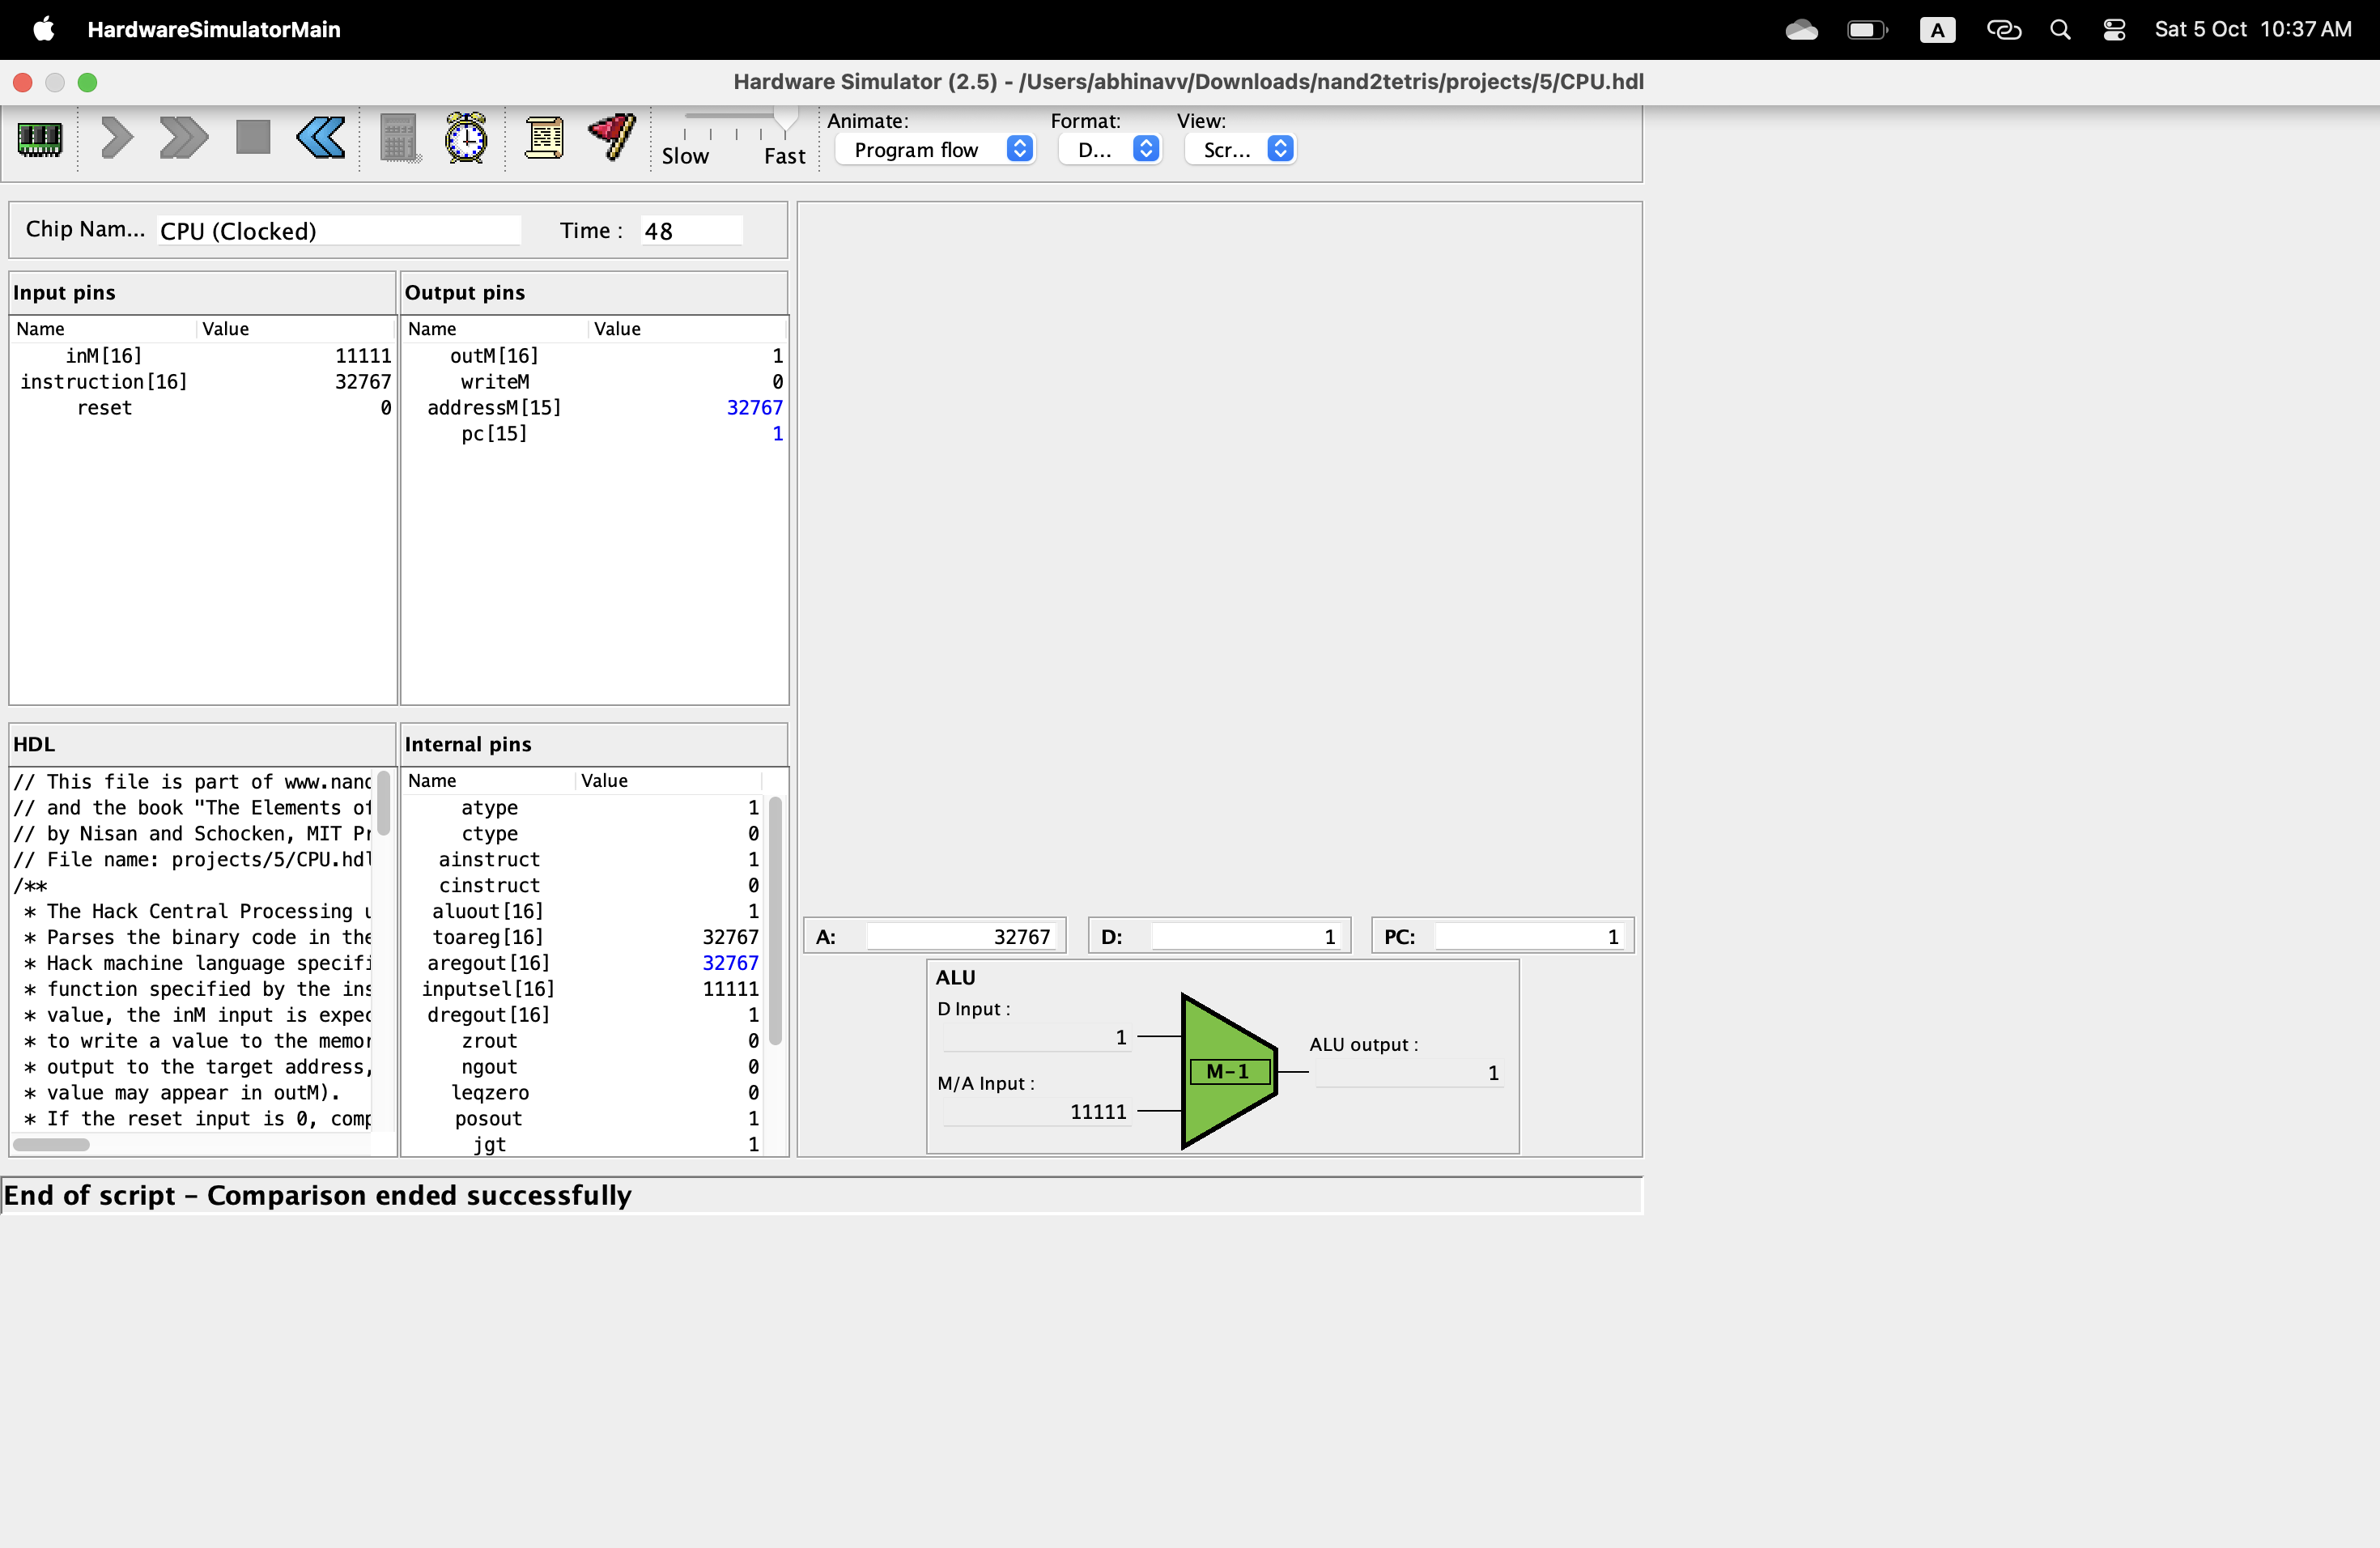 HardwareSimulatorMain A Sat 5 Oct 10:37 AM
Hardware Simulator (2.5) - /Users/abhinavv/Downloads/nand2tetris/projects/5/CPU.hdl
Slow Fast
Animate: Format: View:
Program flow D... Scr...
Chip Nam... CPU (Clocked) Time : 48
Input pins
Name Value
inM[16] 11111
instruction[16] 32767
reset 0
Output pins
Name Value
outM[16] 1
writeM 0
addressM[15] 32767
pc[15] 1
HDL
// This file is part of www.nand
// and the book "The Elements of
// by Nisan and Schocken, MIT Pr
// File name: projects/5/CPU.hdl
/**
* The Hack Central Processing u
* Parses the binary code in the
* Hack machine language specifi
* function specified by the ins
* value, the inM input is expec
* to write a value to the memor
* output to the target address,
* value may appear in outM).
* If the reset input is 0, comp
Internal pins
Name Value
atype 1
ctype 0
ainstruct 1
cinstruct 0
aluout[16] 1
toareg[16] 32767
aregout[16] 32767
inputsel[16] 11111
dregout[16] 1
zrout 0
ngout 0
leqzero 0
posout 1
jgt 1
A: 32767 D: 1 PC: 1
ALU
D Input :
1
M/A Input :
11111
M-1
ALU output :
1
End of script - Comparison ended successfully